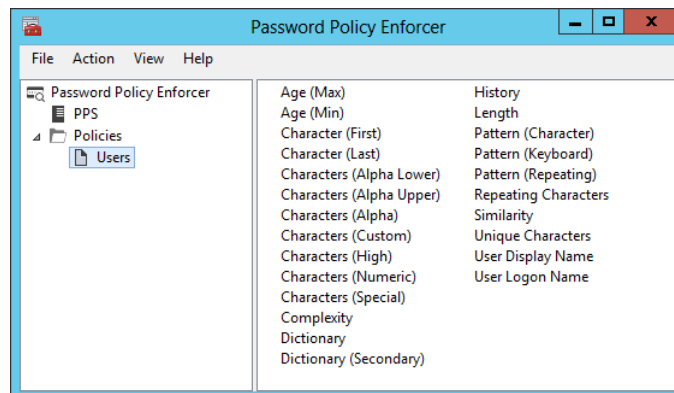 Password Policy Enforcer
File Action View Help
Password Policy Enforcer
PPS
Policies
Users
Age (Max)
Age (Min)
Character (First)
Character (Last)
Characters (Alpha Lower)
Characters (Alpha Upper)
Characters (Alpha)
Characters (Custom)
Characters (High)
Characters (Numeric)
Characters (Special)
Complexity
Dictionary
Dictionary (Secondary)
History
Length
Pattern (Character)
Pattern (Keyboard)
Pattern (Repeating)
Repeating Characters
Similarity
Unique Characters
User Display Name
User Logon Name